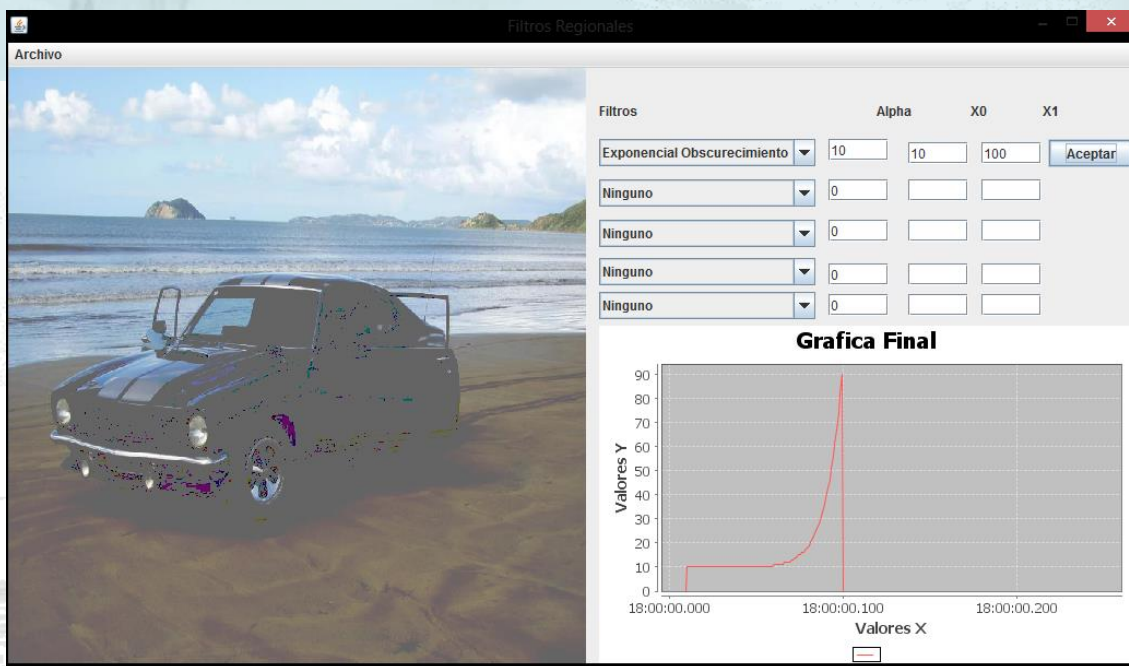 Filtros Regionales
Archivo
Filtros Alpha X0 X1
Exponencial Obscurecimiento 10 10 100 Aceptar
Ninguno 0
Ninguno 0
Ninguno 0
Ninguno 0
Grafica Final
90
80
70
60
50
40
30
20
10
0
Valores Y
18:00:00.000 18:00:00.100 18:00:00.200
Valores X